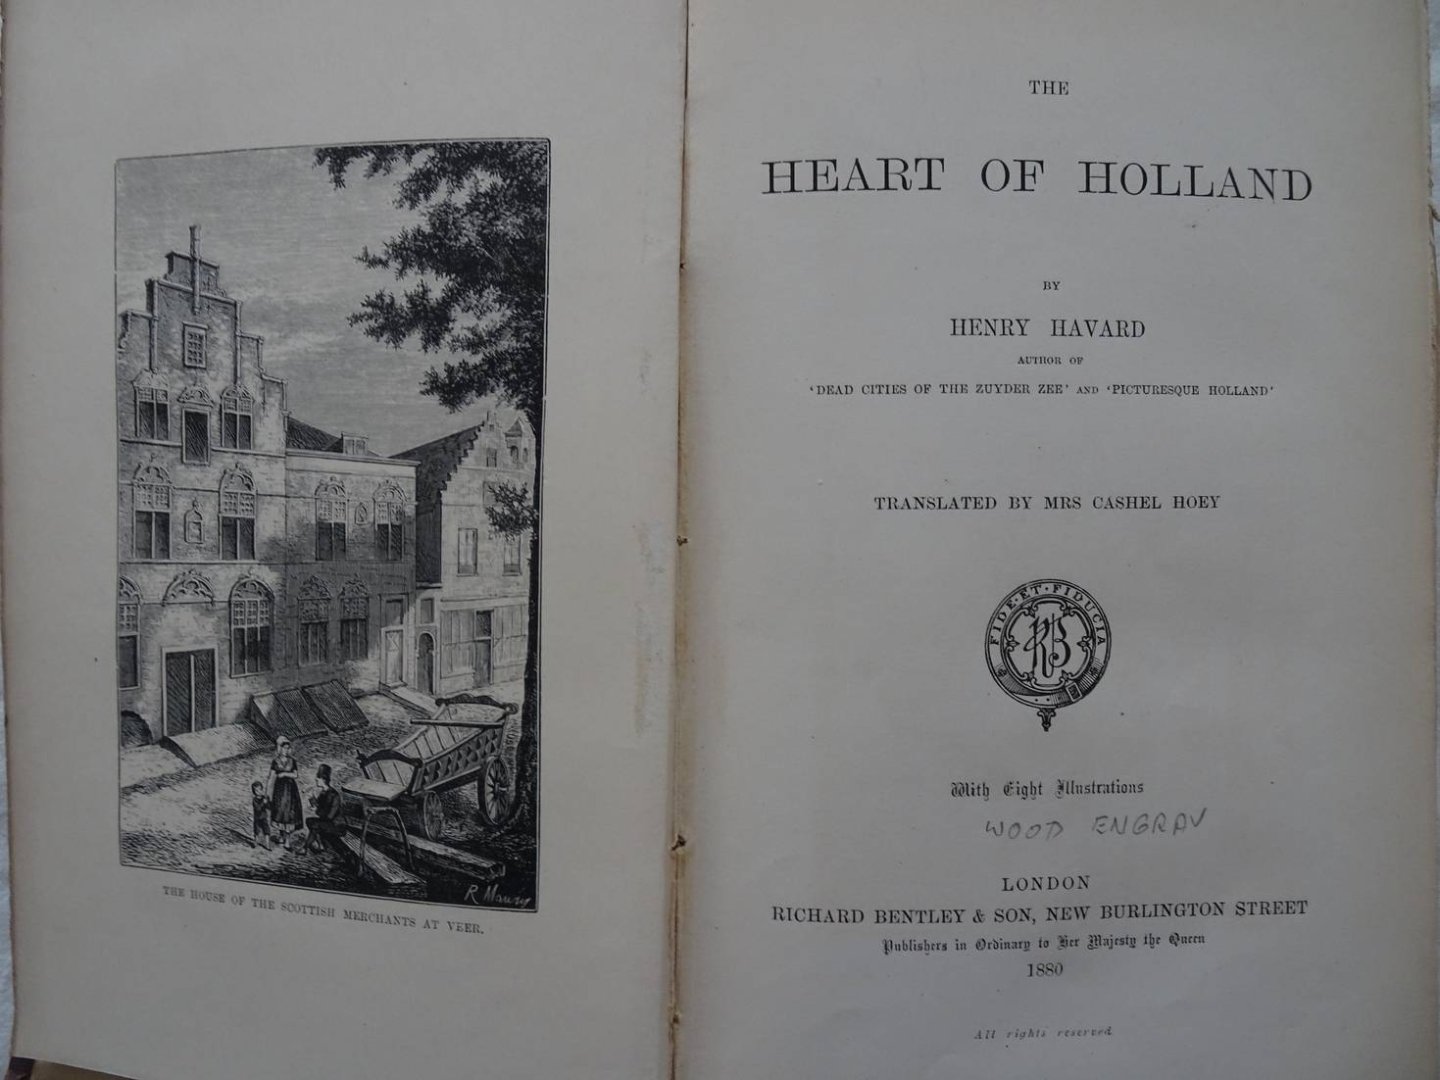 R Maury
THE HOUSE OF THE SCOTTISH MERCHANTS AT VEER.
THE
HEART OF HOLLAND
BY
HENRY HAVARD
AUTHOR OF
'DEAD CITIES OF THE ZUYDER ZEE' AND 'PICTURESQUE HOLLAND'
TRANSLATED BY MRS CASHEL HOEY
FIDE·ET·FIDUCIA
RB
With Eight Illustrations
WOOD ENGRAV
LONDON
RICHARD BENTLEY & SON, NEW BURLINGTON STREET
Publishers in Ordinary to Her Majesty the Queen
1880
All rights reserved